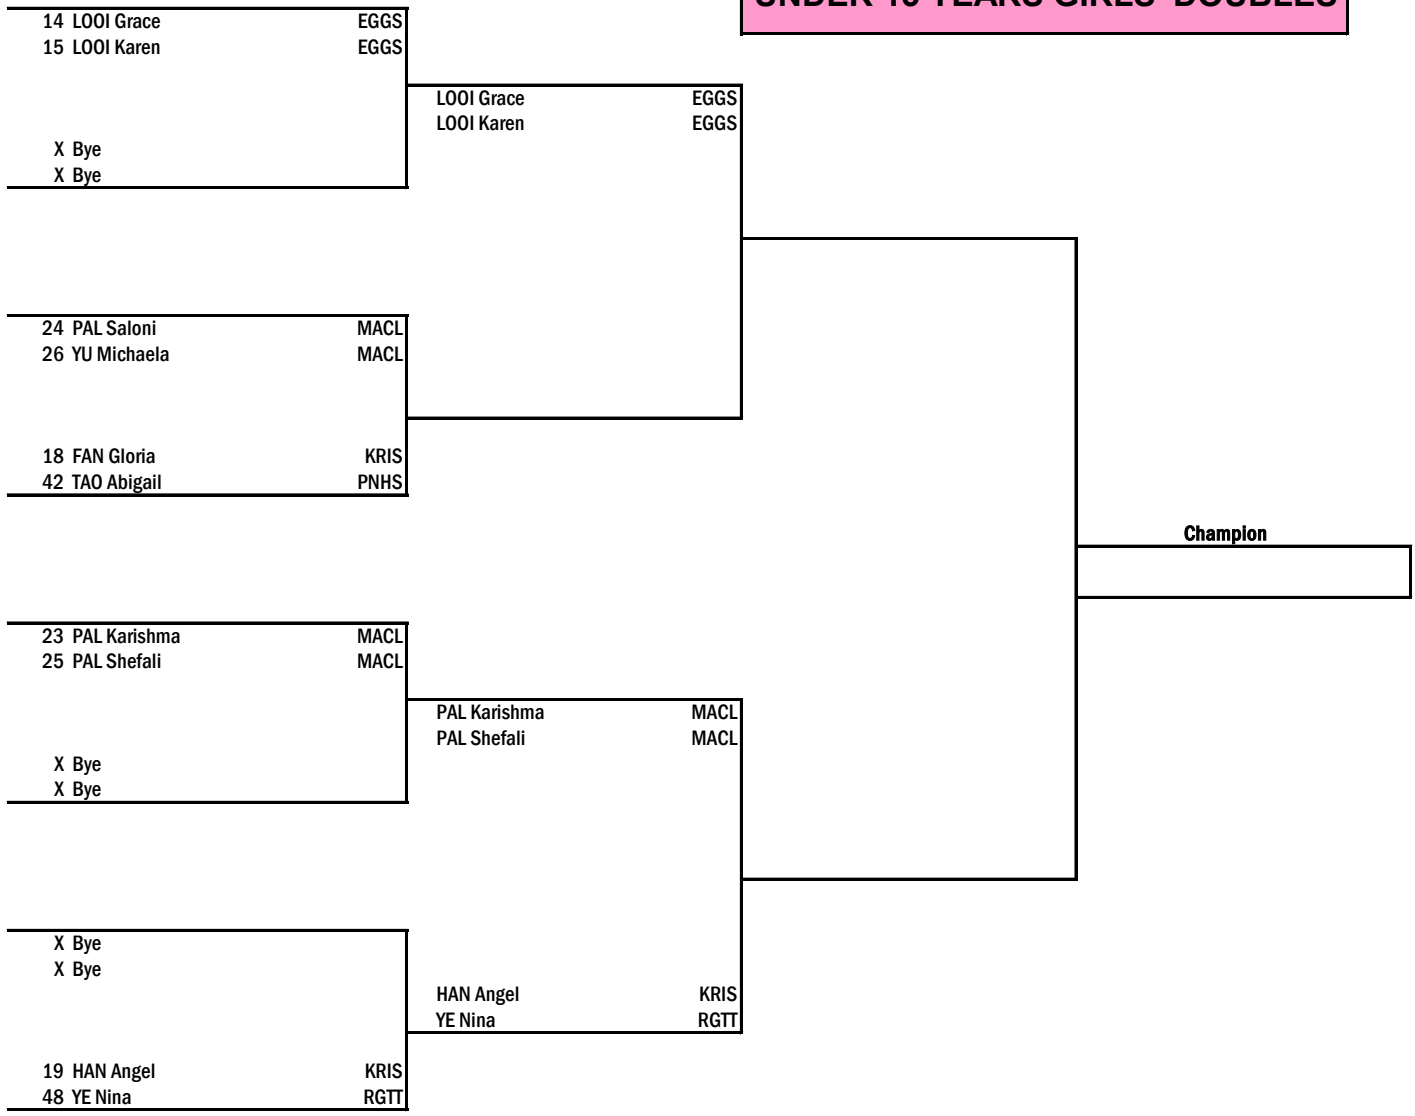 UNDER YEARS GIRLS DOUBLES
14 LOOI Grace EGGS
15 LOOI Karen EGGS
LOOI Grace EGGS
LOOI Karen EGGS
X Bye
X Bye
24 PAL Saloni MACL
26 YU Michaela MACL
18 FAN Gloria KRIS
42 TAO Abigail PNHS
Champion
23 PAL Karishma MACL
25 PAL Shefali MACL
PAL Karishma MACL
PAL Shefali MACL
X Bye
X Bye
X Bye
X Bye
HAN Angel KRIS
YE Nina RGTT
19 HAN Angel KRIS
48 YE Nina RGTT